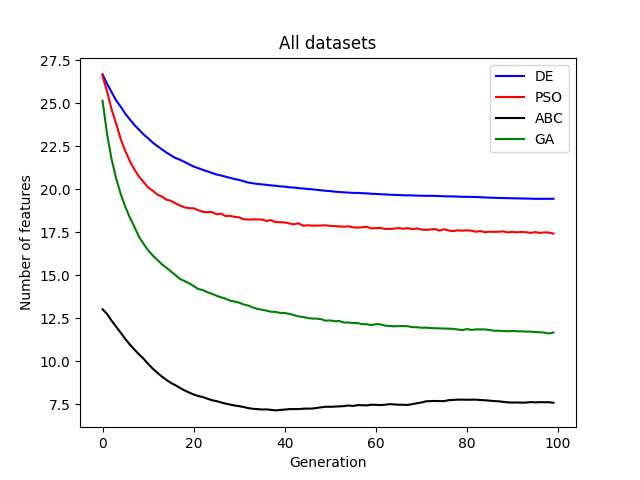 All datasets
27.5
25.0
22.5
20.0
17.5
15.0
12.5
10.0
7.5
Number of features
0 20 40 60 80 100
Generation
DE
PSO
ABC
GA